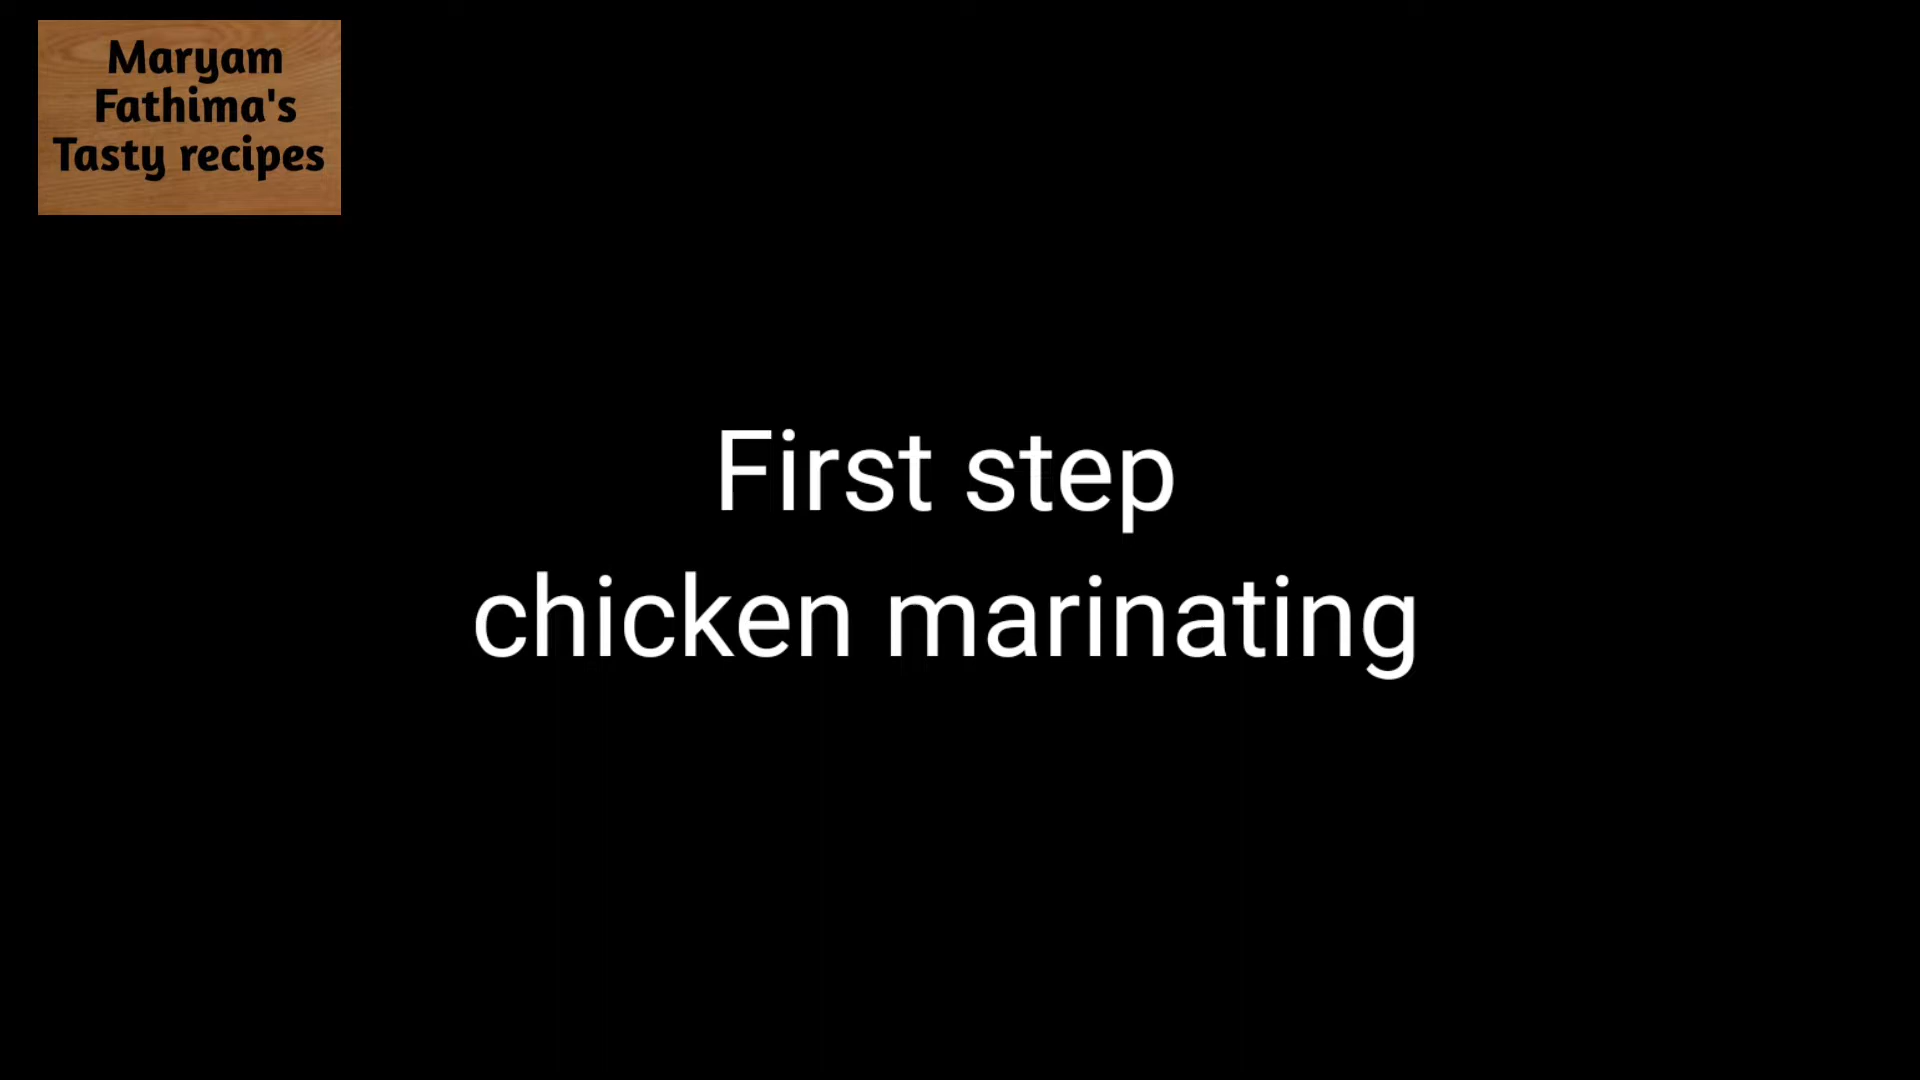 Maryam
Fathima's
Tasty recipes
First step
chicken marinating